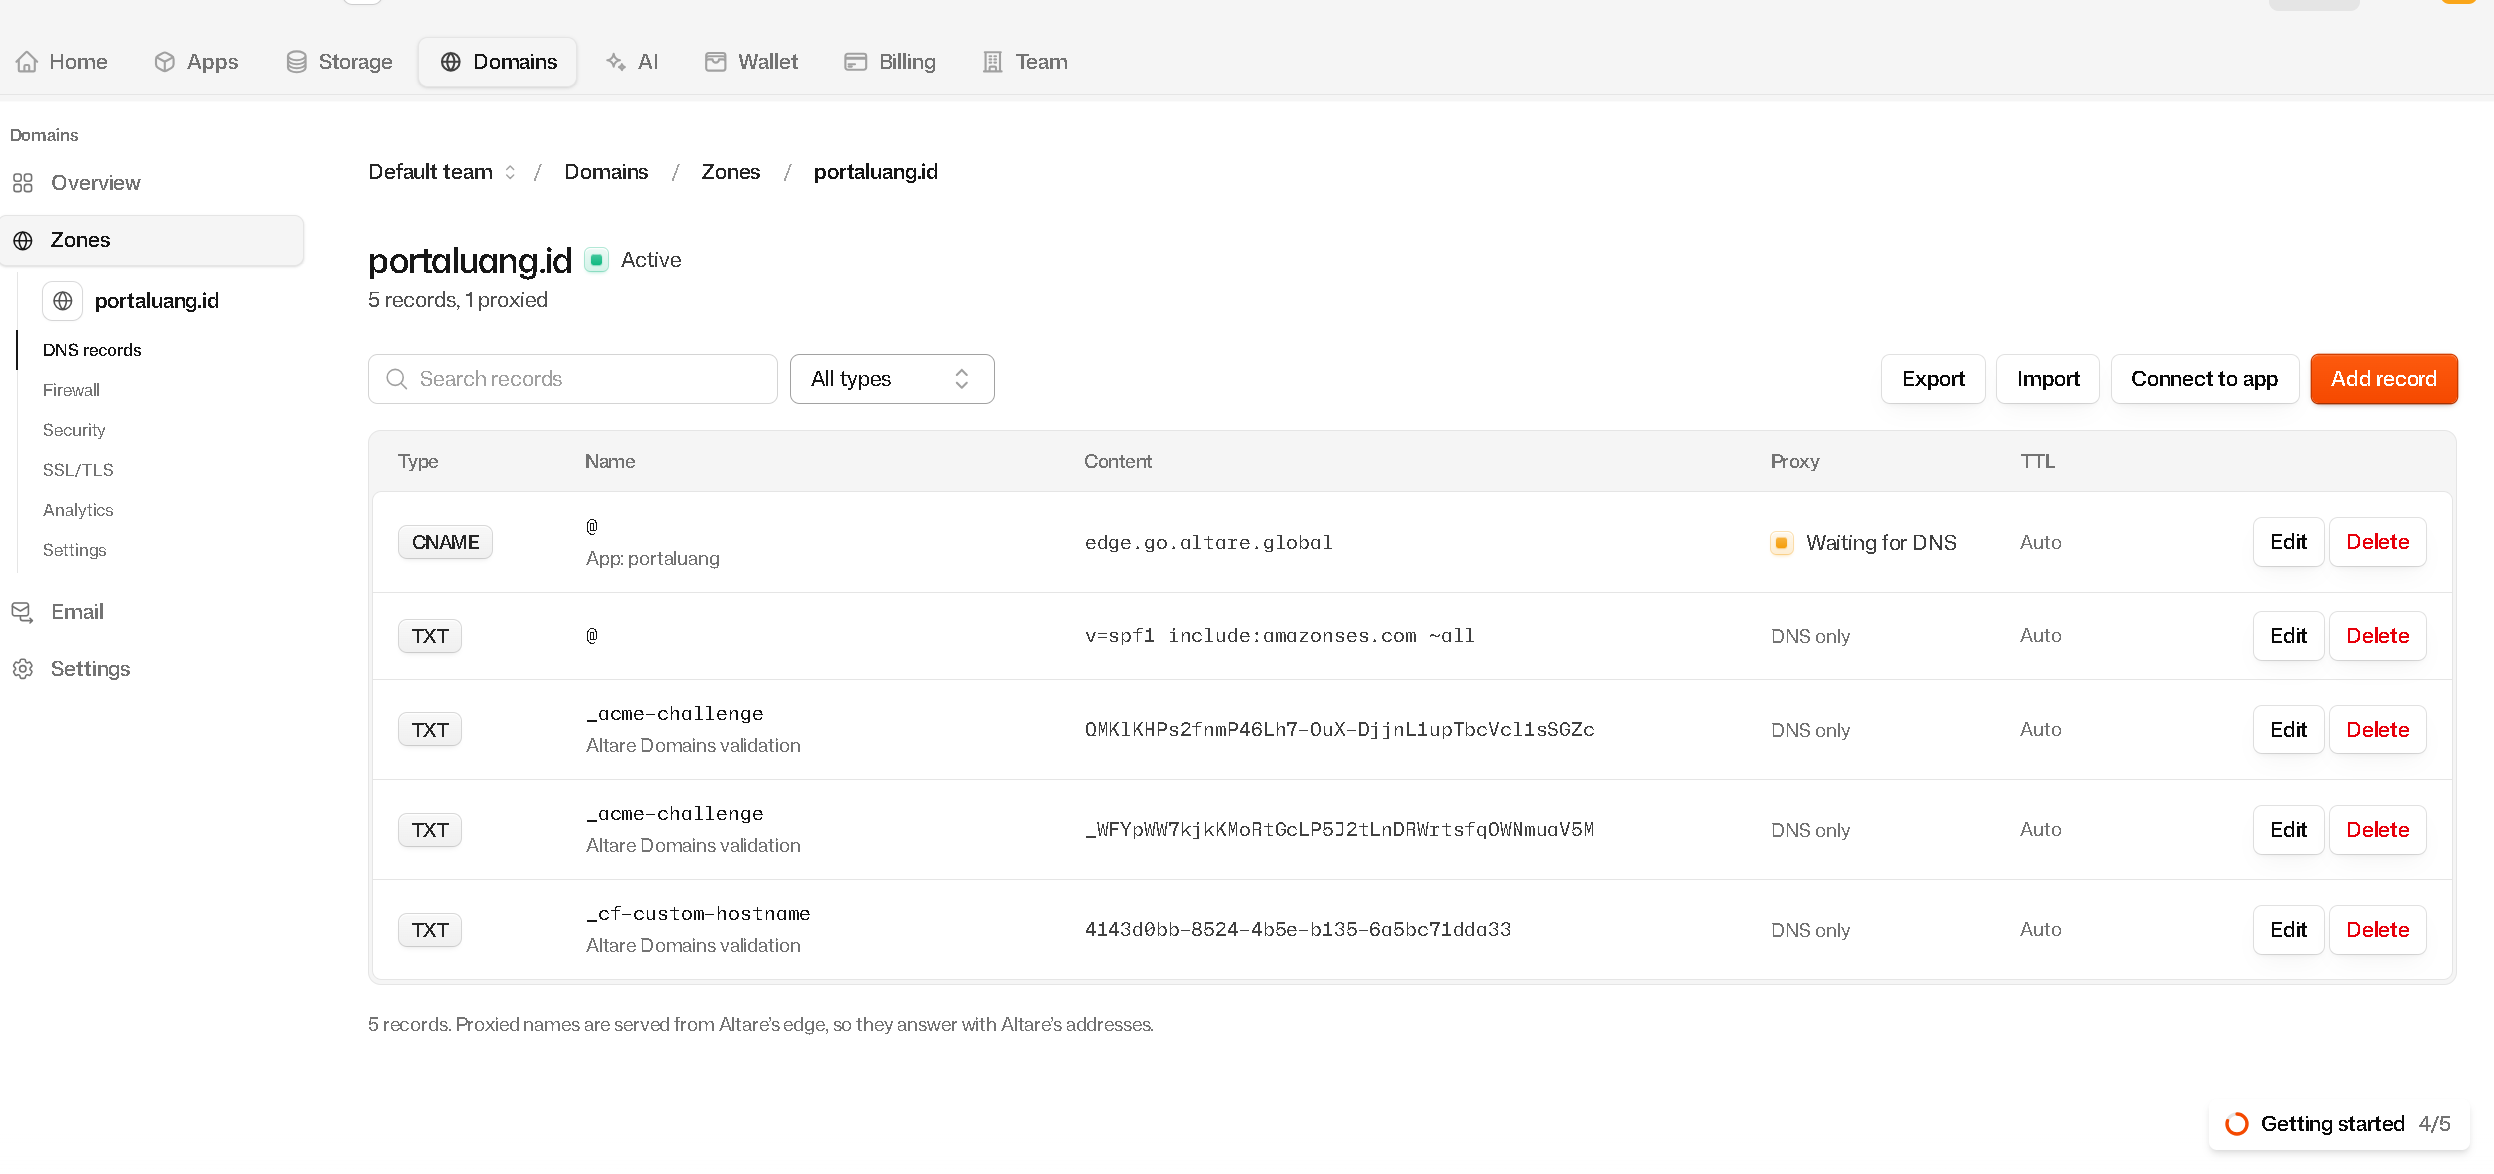 Home Apps Storage Domains AI Wallet Billing Team
Domains
Overview
Zones
portaluang.id
DNS records
Firewall
Security
SSL/TLS
Analytics
Settings
Email
Settings
Default team / Domains / Zones / portaluang.id
portaluang.id Active
5 records, 1 proxied
Search records All types Export Import Connect to app Add record
Type Name Content Proxy TTL
CNAME @ edge.go.altare.global Waiting for DNS Auto Edit Delete
App: portaluang
TXT @ v=spf1 include:amazonses.com ~all DNS only Auto Edit Delete
TXT _acme-challenge QMKlKHPs2fnmP46Lh7-OuX-DjjnL1upTbcVcl1sSGZc DNS only Auto Edit Delete
Altare Domains validation
TXT _acme-challenge _WFYpWW7kjkKMoRtGcLP5J2tLnDRWrtsfqOWNmuaV5M DNS only Auto Edit Delete
Altare Domains validation
TXT _cf-custom-hostname 4143d0bb-8524-4b5e-b135-6a5bc71dda33 DNS only Auto Edit Delete
Altare Domains validation
5 records. Proxied names are served from Altare's edge, so they answer with Altare's addresses.
Getting started 4/5